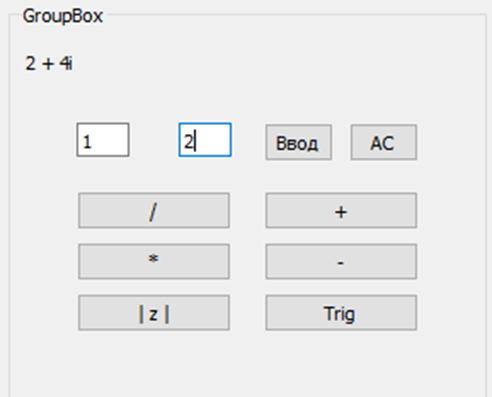 GroupBox
2 + 4i
1 2 Ввод AC
/ +
* -
| z | Trig